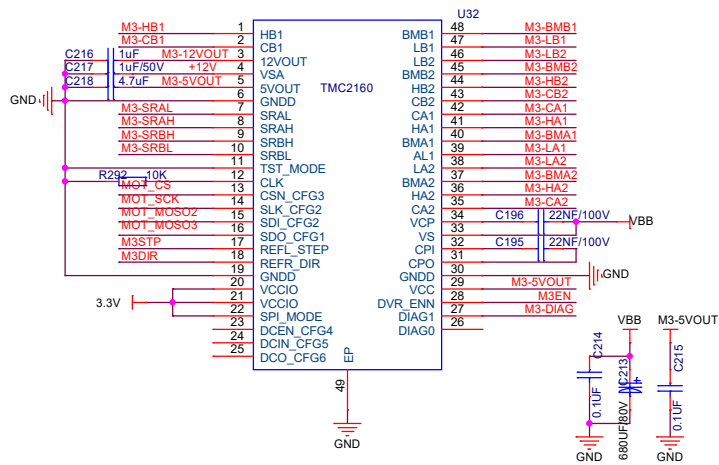 U32
TMC2160
M3-HB1 1 HB1
M3-CB1 2 CB1
C216 1uF M3-12VOUT 3 12VOUT
C217 1uF/50V +12V 4 VSA
C218 4.7uF M3-5VOUT 5 5VOUT
GND 6 GNDD
M3-SRAL 7 SRAL
M3-SRAH 8 SRAH
M3-SRBH 9 SRBH
M3-SRBL 10 SRBL
11 TST_MODE
R292 10K 12 CLK
MOT_CS 13 CSN_CFG3
MOT_SCK 14 SLK_CFG2
MOT_MOSO2 15 SDI_CFG2
MOT_MOSO3 16 SDO_CFG1
M3STP 17 REFL_STEP
M3DIR 18 REFR_DIR
19 GNDD
20 VCCIO
3.3V 21 VCCIO
22 SPI_MODE
23 DCEN_CFG4
24 DCIN_CFG5
25 DCO_CFG6
BMB1 48 M3-BMB1
LB1 47 M3-LB1
LB2 46 M3-LB2
BMB2 45 M3-BMB2
HB2 44 M3-HB2
CB2 43 M3-CB2
CA1 42 M3-CA1
HA1 41 M3-HA1
BMA1 40 M3-BMA1
AL1 39 M3-LA1
LA2 38 M3-LA2
BMA2 37 M3-BMA2
HA2 36 M3-HA2
CA2 35 M3-CA2
VCP 34 C196 22NF/100V VBB
VS 33
CPI 32 C195 22NF/100V
CPO 31
GNDD 30 GND
VCC 29 M3-5VOUT
DVR_ENN 28 M3EN
DIAG1 27 M3-DIAG
DIAG0 26
EP
49
GND
VBB
C214
0.1UF
C213
680UF/80V
GND
M3-5VOUT
C215
0.1UF
GND